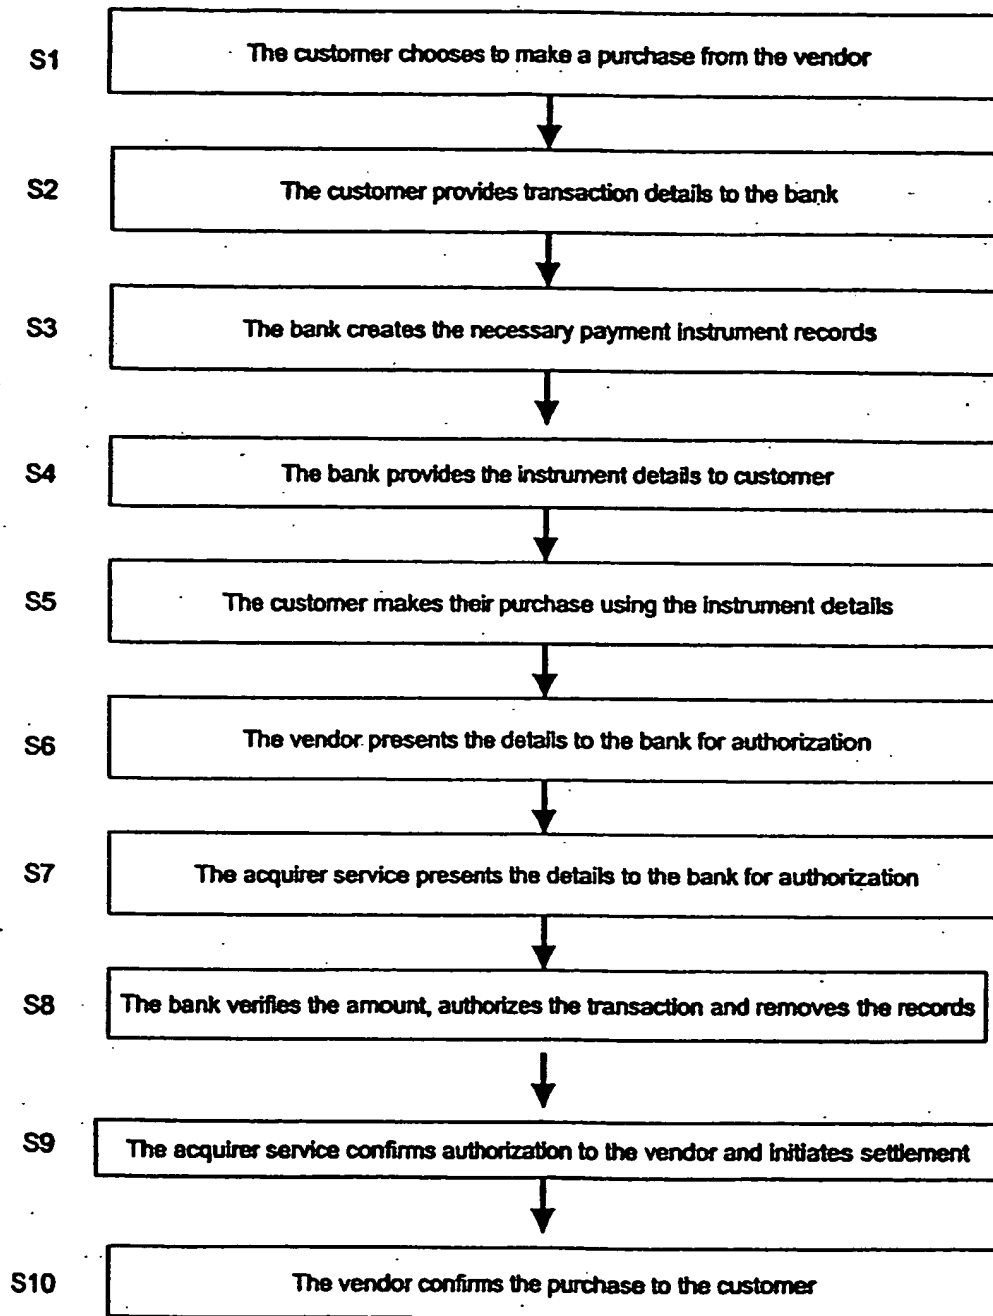 S1 The customer chooses to make a purchase from the vendor
S2 The customer provides transaction details to the bank
S3 The bank creates the necessary payment instrument records
S4 The bank provides the instrument details to customer
S5 The customer makes their purchase using the instrument details
S6 The vendor presents the details to the bank for authorization
S7 The acquirer service presents the details to the bank for authorization
S8 The bank verifies the amount, authorizes the transaction and removes the records
S9 The acquirer service confirms authorization to the vendor and initiates settlement
S10 The vendor confirms the purchase to the customer